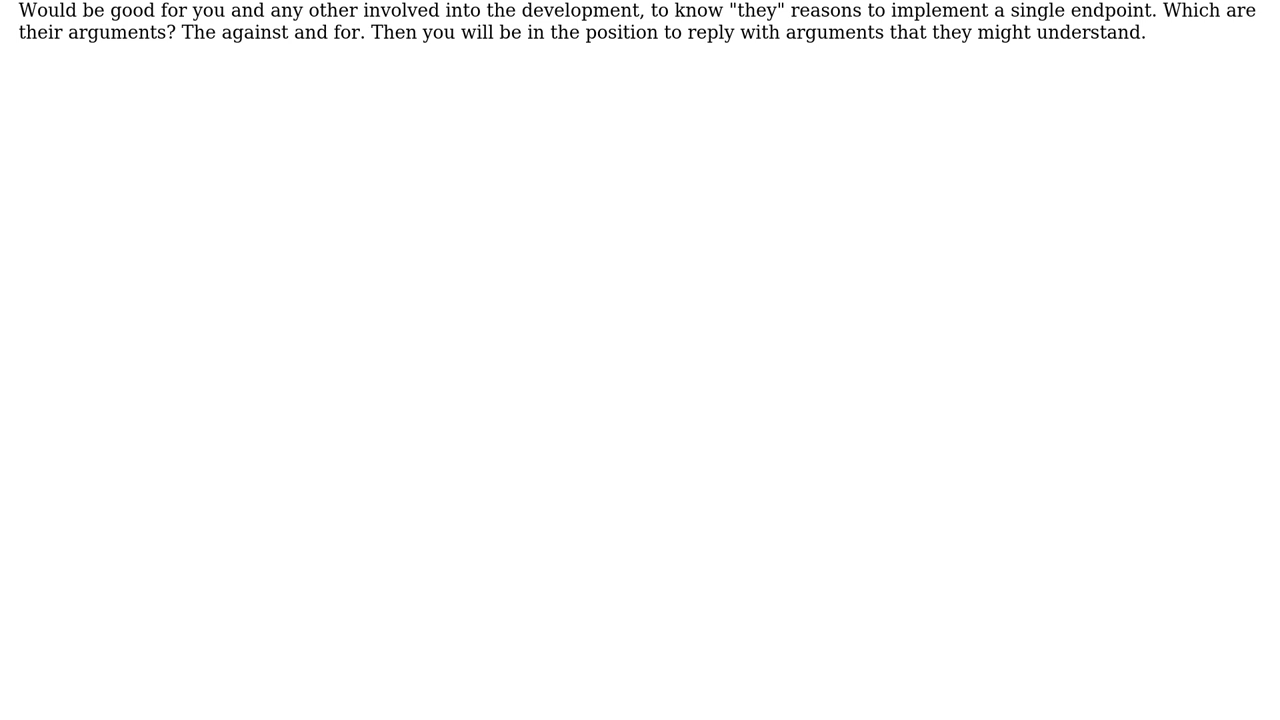 Would be good for you and any other involved into the development, to know "they" reasons to implement a single endpoint. Which are
their arguments? The against and for. Then you will be in the position to reply with arguments that they might understand.